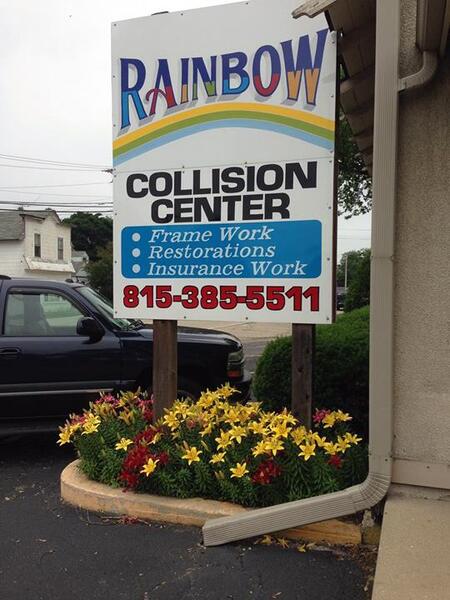 RAINBOW
COLLISION
CENTER
• Frame Work
• Restorations
• Insurance Work
815-385-5511